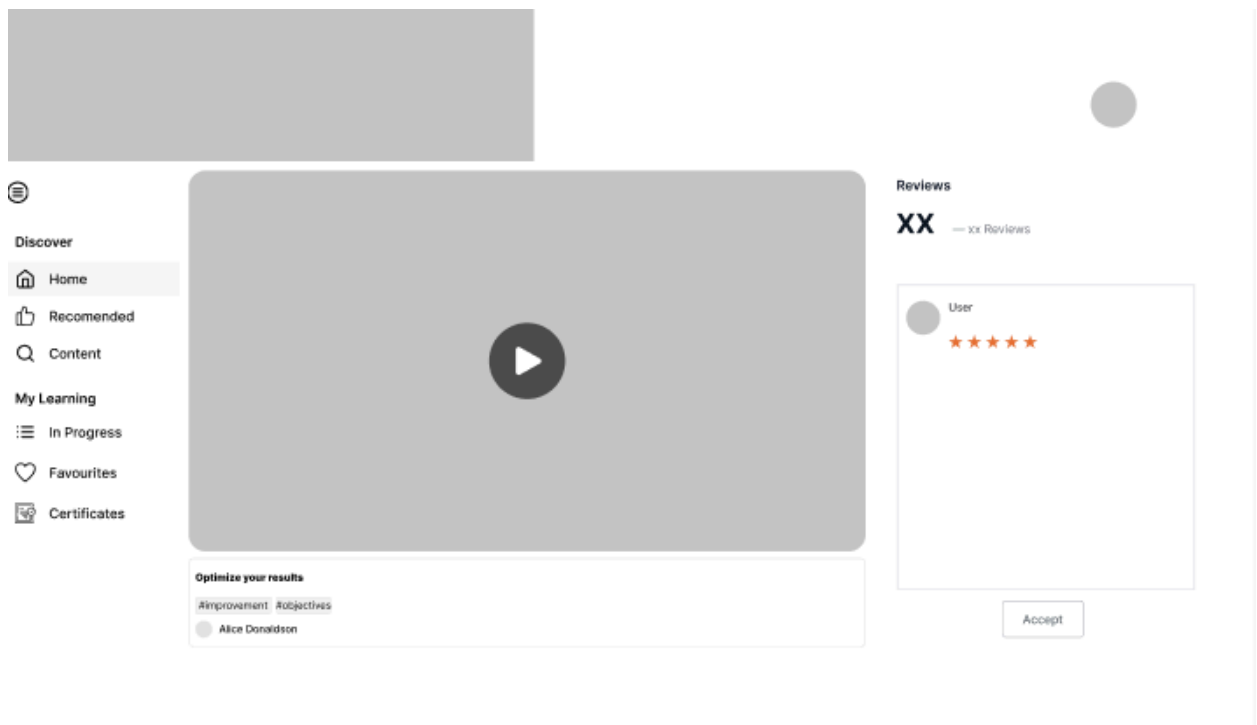 Discover
Home
Recomended
Content
My Learning
In Progress
Favourites
Certificates
Optimize your results
#improvement #objectives
Alice Donaldson
Reviews
XX — xx Reviews
User
Accept